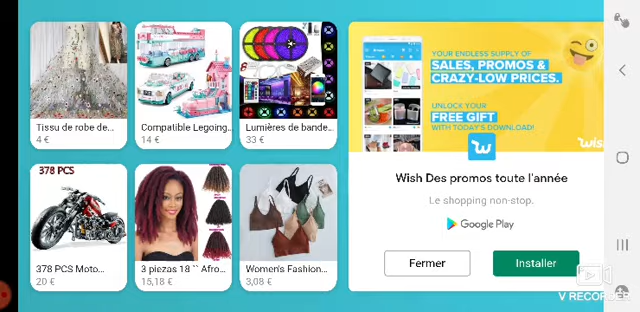 Tissu de robe de...
4 €
Compatible Legoing...
14 €
Lumières de bande...
33 €
378 PCS
378 PCS Moto...
20 €
3 piezas 18 `` Afro...
15,18 €
Women's Fashion...
3,08 €
YOUR ENDLESS SUPPLY OF
SALES, PROMOS &
CRAZY-LOW PRICES.
UNLOCK YOUR
FREE GIFT
WITH TODAY'S DOWNLOAD!
wish
Wish Des promos toute l'année
Le shopping non-stop.
Google Play
Fermer
Installer
V RECORDER